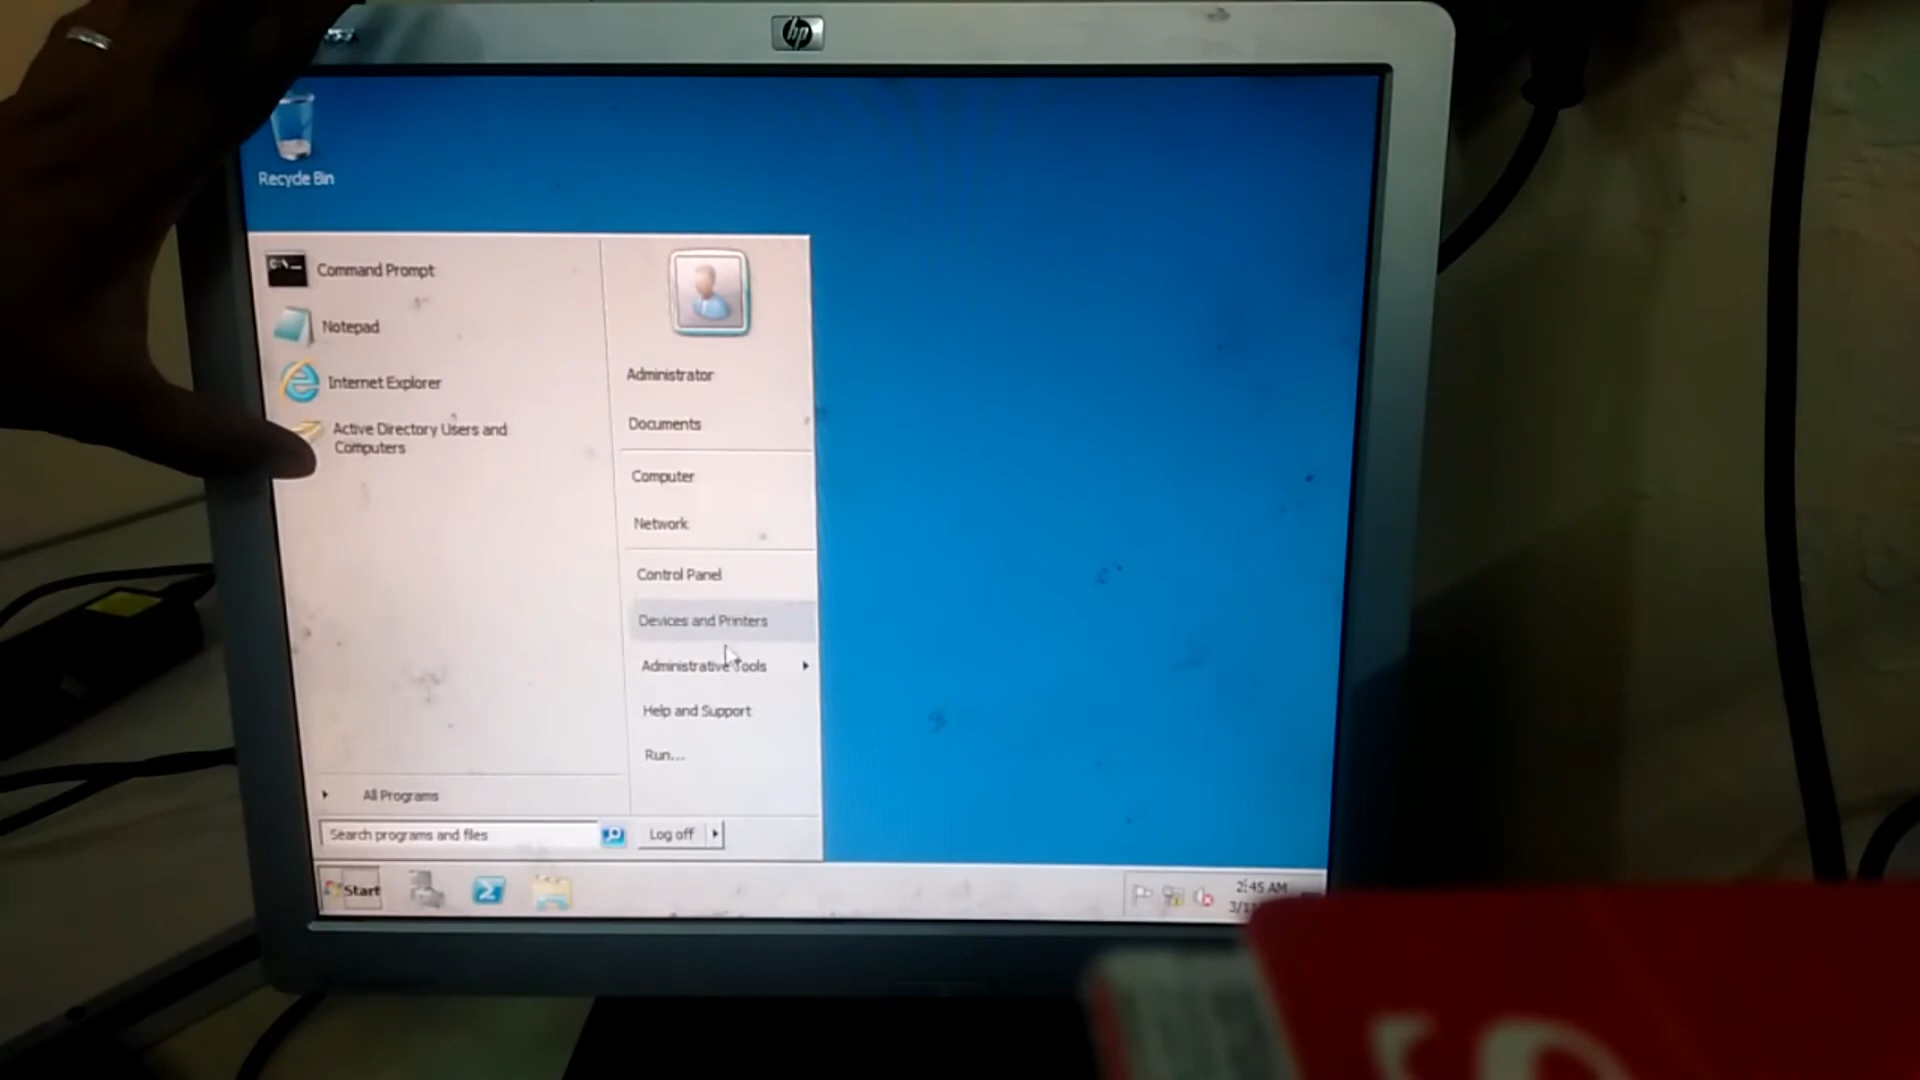 hp
Recycle Bin
Command Prompt
Notepad
Internet Explorer
Active Directory Users and
Computers
All Programs
Search programs and files
Administrator
Documents
Computer
Network
Control Panel
Devices and Printers
Administrative Tools
Help and Support
Run...
Log off
Start
2:45 AM